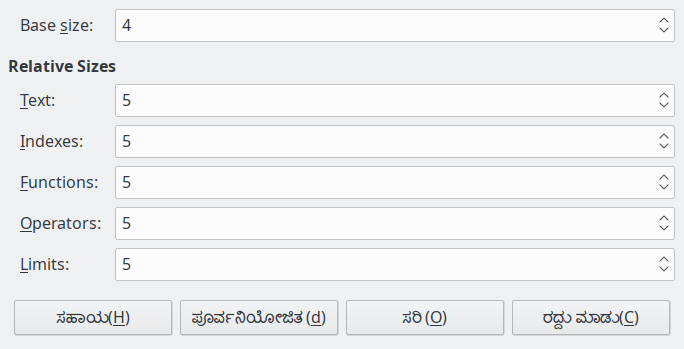 Base size: 4
Relative Sizes
Text: 5
Indexes: 5
Functions: 5
Operators: 5
Limits: 5
ಸಹಾಯ(H) ಪೂರ್ವನಿಯೋಜಿತ (d) ಸರಿ (O) ರದ್ದು ಮಾಡು(C)